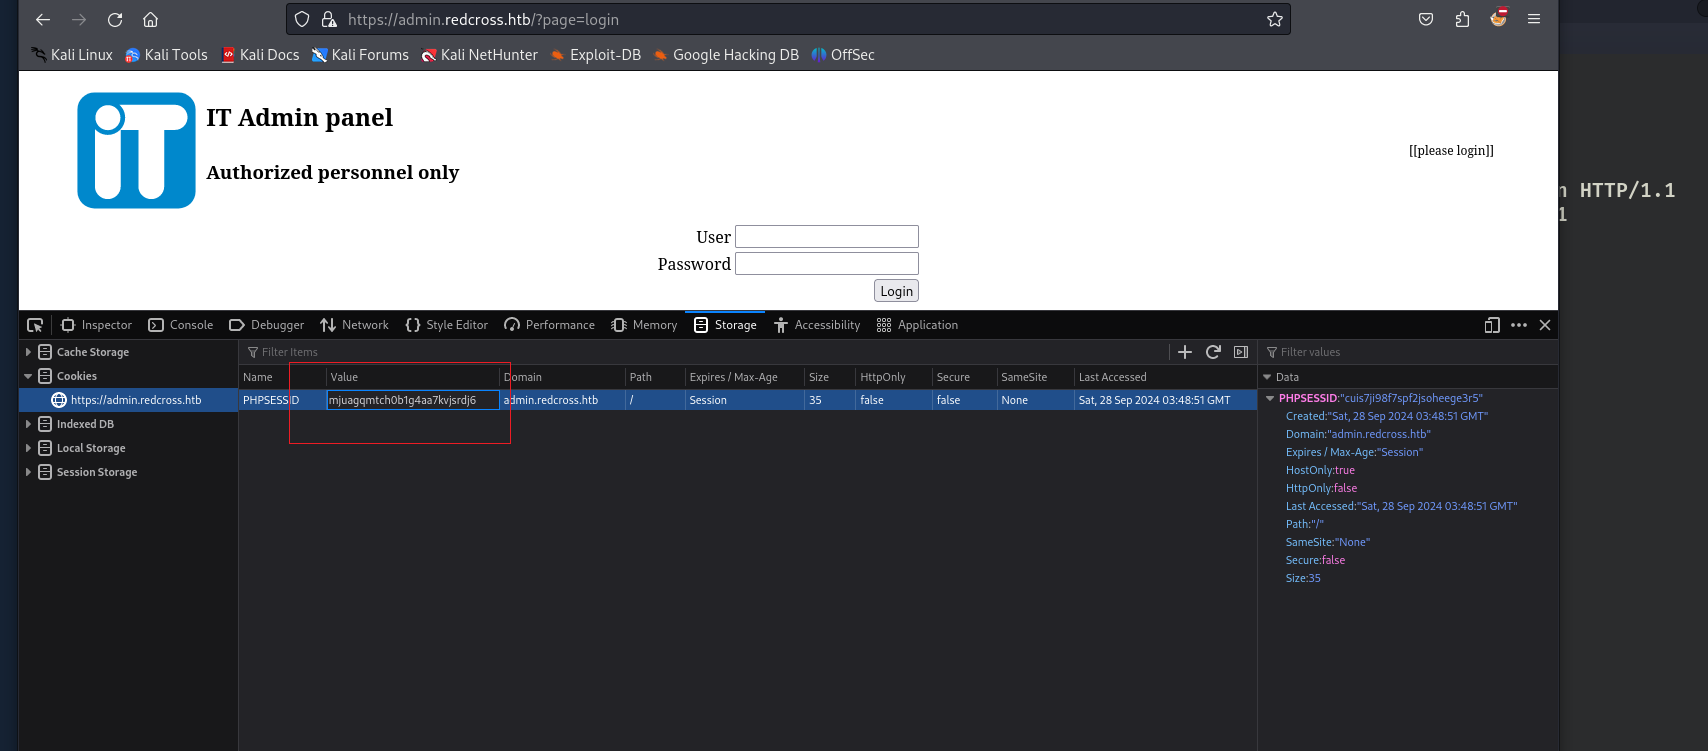 https://admin.redcross.htb/?page=login
Kali Linux Kali Tools Kali Docs Kali Forums Kali NetHunter Exploit-DB Google Hacking DB OffSec
iT
IT Admin panel
[[please login]]
Authorized personnel only
HTTP/1.1
User
Password
Login
Inspector Console Debugger Network Style Editor Performance Memory Storage Accessibility Application
Cache Storage
Cookies
https://admin.redcross.htb
Indexed DB
Local Storage
Session Storage
Filter Items
Name Value Domain Path Expires / Max-Age Size HttpOnly Secure SameSite Last Accessed
PHPSESSID mjuagqmtch0b1g4aa7kvjsrdj6 admin.redcross.htb / Session 35 false false None Sat, 28 Sep 2024 03:48:51 GMT
Filter values
Data
PHPSESSID:"cuis7ji98f7spf2jsoheege3r5"
Created:"Sat, 28 Sep 2024 03:48:51 GMT"
Domain:"admin.redcross.htb"
Expires / Max-Age:"Session"
HostOnly:true
HttpOnly:false
Last Accessed:"Sat, 28 Sep 2024 03:48:51 GMT"
Path:"/"
SameSite:"None"
Secure:false
Size:35